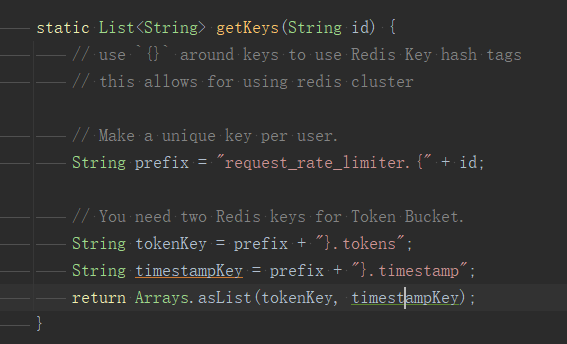 static List<String> getKeys(String id) {
// use `{}` around keys to use Redis Key hash tags
// this allows for using redis cluster
// Make a unique key per user.
String prefix = "request_rate_limiter.{" + id;
// You need two Redis keys for Token Bucket.
String tokenKey = prefix + "}.tokens";
String timestampKey = prefix + "}.timestamp";
return Arrays.asList(tokenKey, timestampKey);
}